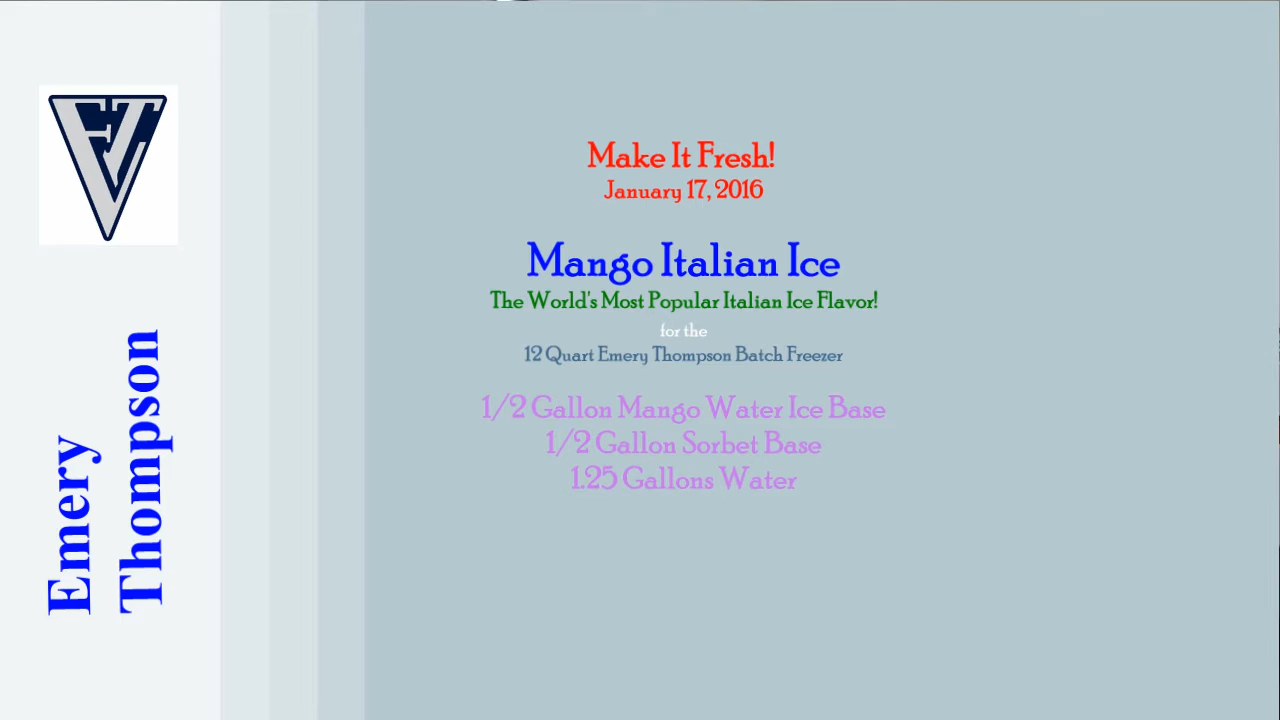 Make It Fresh!
January 17, 2016
Mango Italian Ice
The World's Most Popular Italian Ice Flavor!
for the
12 Quart Emery Thompson Batch Freezer
1/2 Gallon Mango Water Ice Base
1/2 Gallon Sorbet Base
1.25 Gallons Water
ET
Emery
Thompson